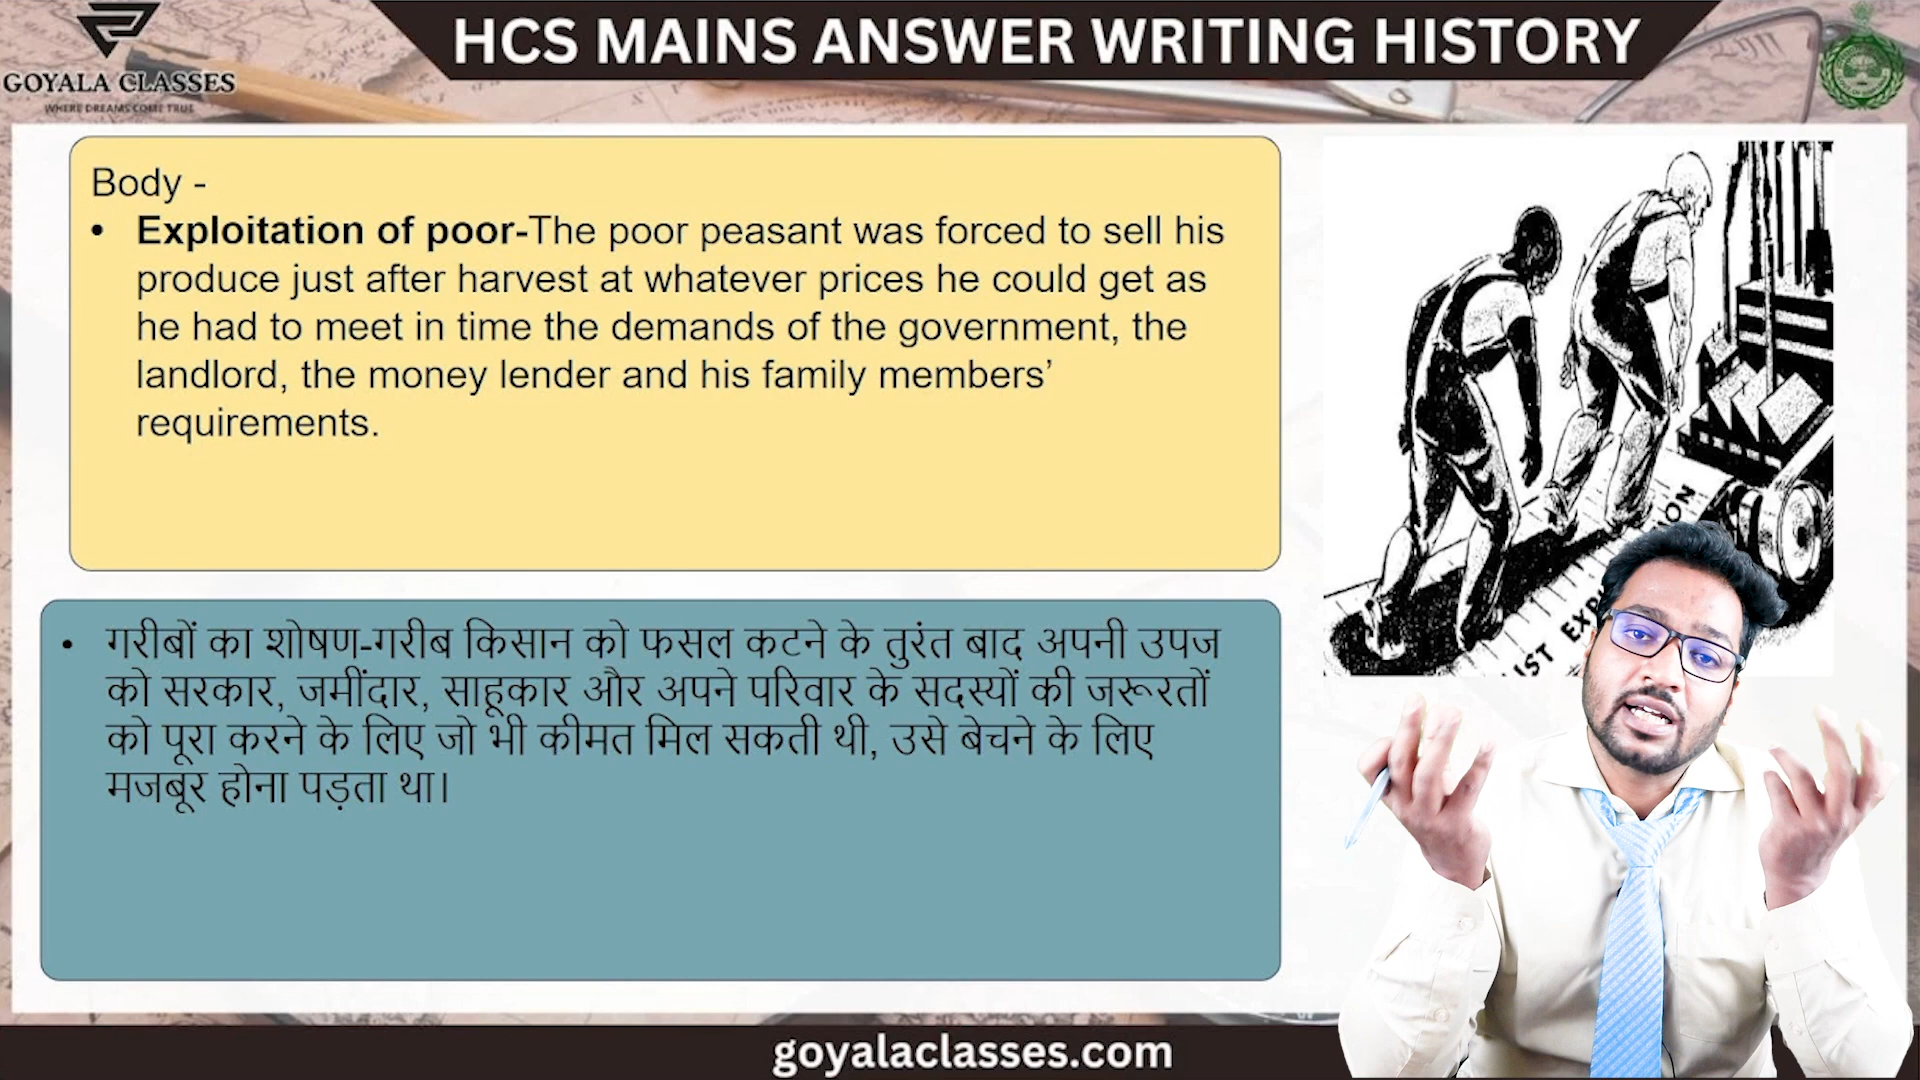 GOYALA CLASSES
WHERE DREAMS COME TRUE
HCS MAINS ANSWER WRITING HISTORY
Body -
• Exploitation of poor-The poor peasant was forced to sell his
produce just after harvest at whatever prices he could get as
he had to meet in time the demands of the government, the
landlord, the money lender and his family members’
requirements.
• गरीबों का शोषण-गरीब किसान को फसल कटने के तुरंत बाद अपनी उपज
को सरकार, जमींदार, साहूकार और अपने परिवार के सदस्यों की जरूरतों
को पूरा करने के लिए जो भी कीमत मिल सकती थी, उसे बेचने के लिए
मजबूर होना पड़ता था।
goyalaclasses.com